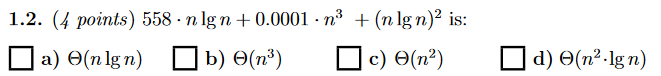 1.2. (4 points) 558 · n lg n + 0.0001 · n³ + (n lg n)² is:
a) Θ(n lg n) b) Θ(n³) c) Θ(n²) d) Θ(n²·lg n)